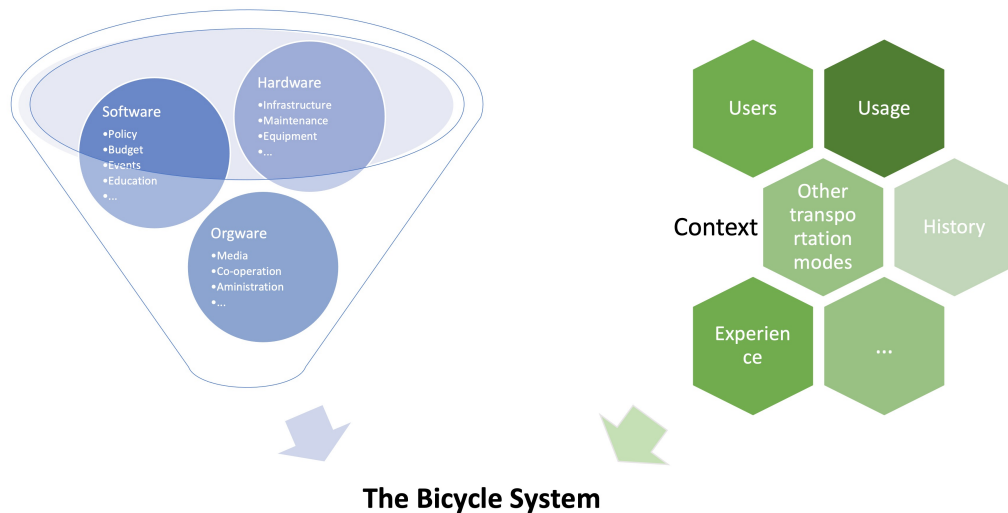 Software
•Policy
•Budget
•Events
•Education
•...
Hardware
•Infrastructure
•Maintenance
•Equipment
•...
Orgware
•Media
•Co-operation
•Aministration
•...
Users
Usage
Context
Other
transpo
rtation
modes
History
Experien
ce
...
The Bicycle System